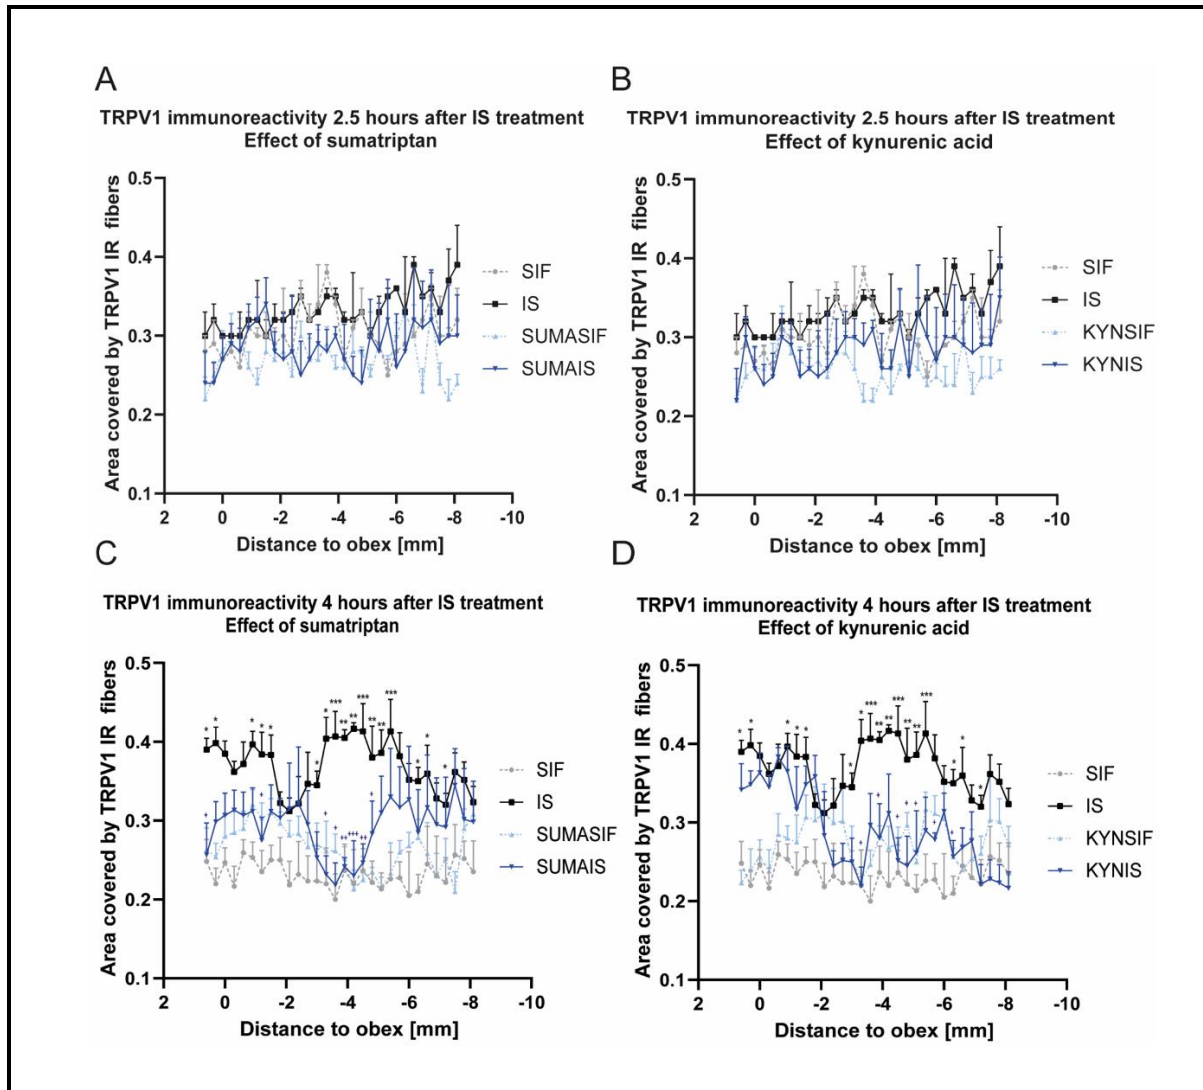 A
TRPV1 immunoreactivity 2.5 hours after IS treatment
Effect of sumatriptan
Area covered by TRPV1 IR fibers
0.5
0.4
0.3
0.2
0.1
2
0
-2
-4
-6
-8
-10
Distance to obex [mm]
SIF
IS
SUMASIF
SUMAIS
B
TRPV1 immunoreactivity 2.5 hours after IS treatment
Effect of kynurenic acid
Area covered by TRPV1 IR fibers
0.5
0.4
0.3
0.2
0.1
2
0
-2
-4
-6
-8
-10
Distance to obex [mm]
SIF
IS
KYNSIF
KYNIS
C
TRPV1 immunoreactivity 4 hours after IS treatment
Effect of sumatriptan
Area covered by TRPV1 IR fibers
0.5
0.4
0.3
0.2
0.1
2
0
-2
-4
-6
-8
-10
Distance to obex [mm]
SIF
IS
SUMASIF
SUMAIS
D
TRPV1 immunoreactivity 4 hours after IS treatment
Effect of kynurenic acid
Area covered by TRPV1 IR fibers
0.5
0.4
0.3
0.2
0.1
2
0
-2
-4
-6
-8
-10
Distance to obex [mm]
SIF
IS
KYNSIF
KYNIS